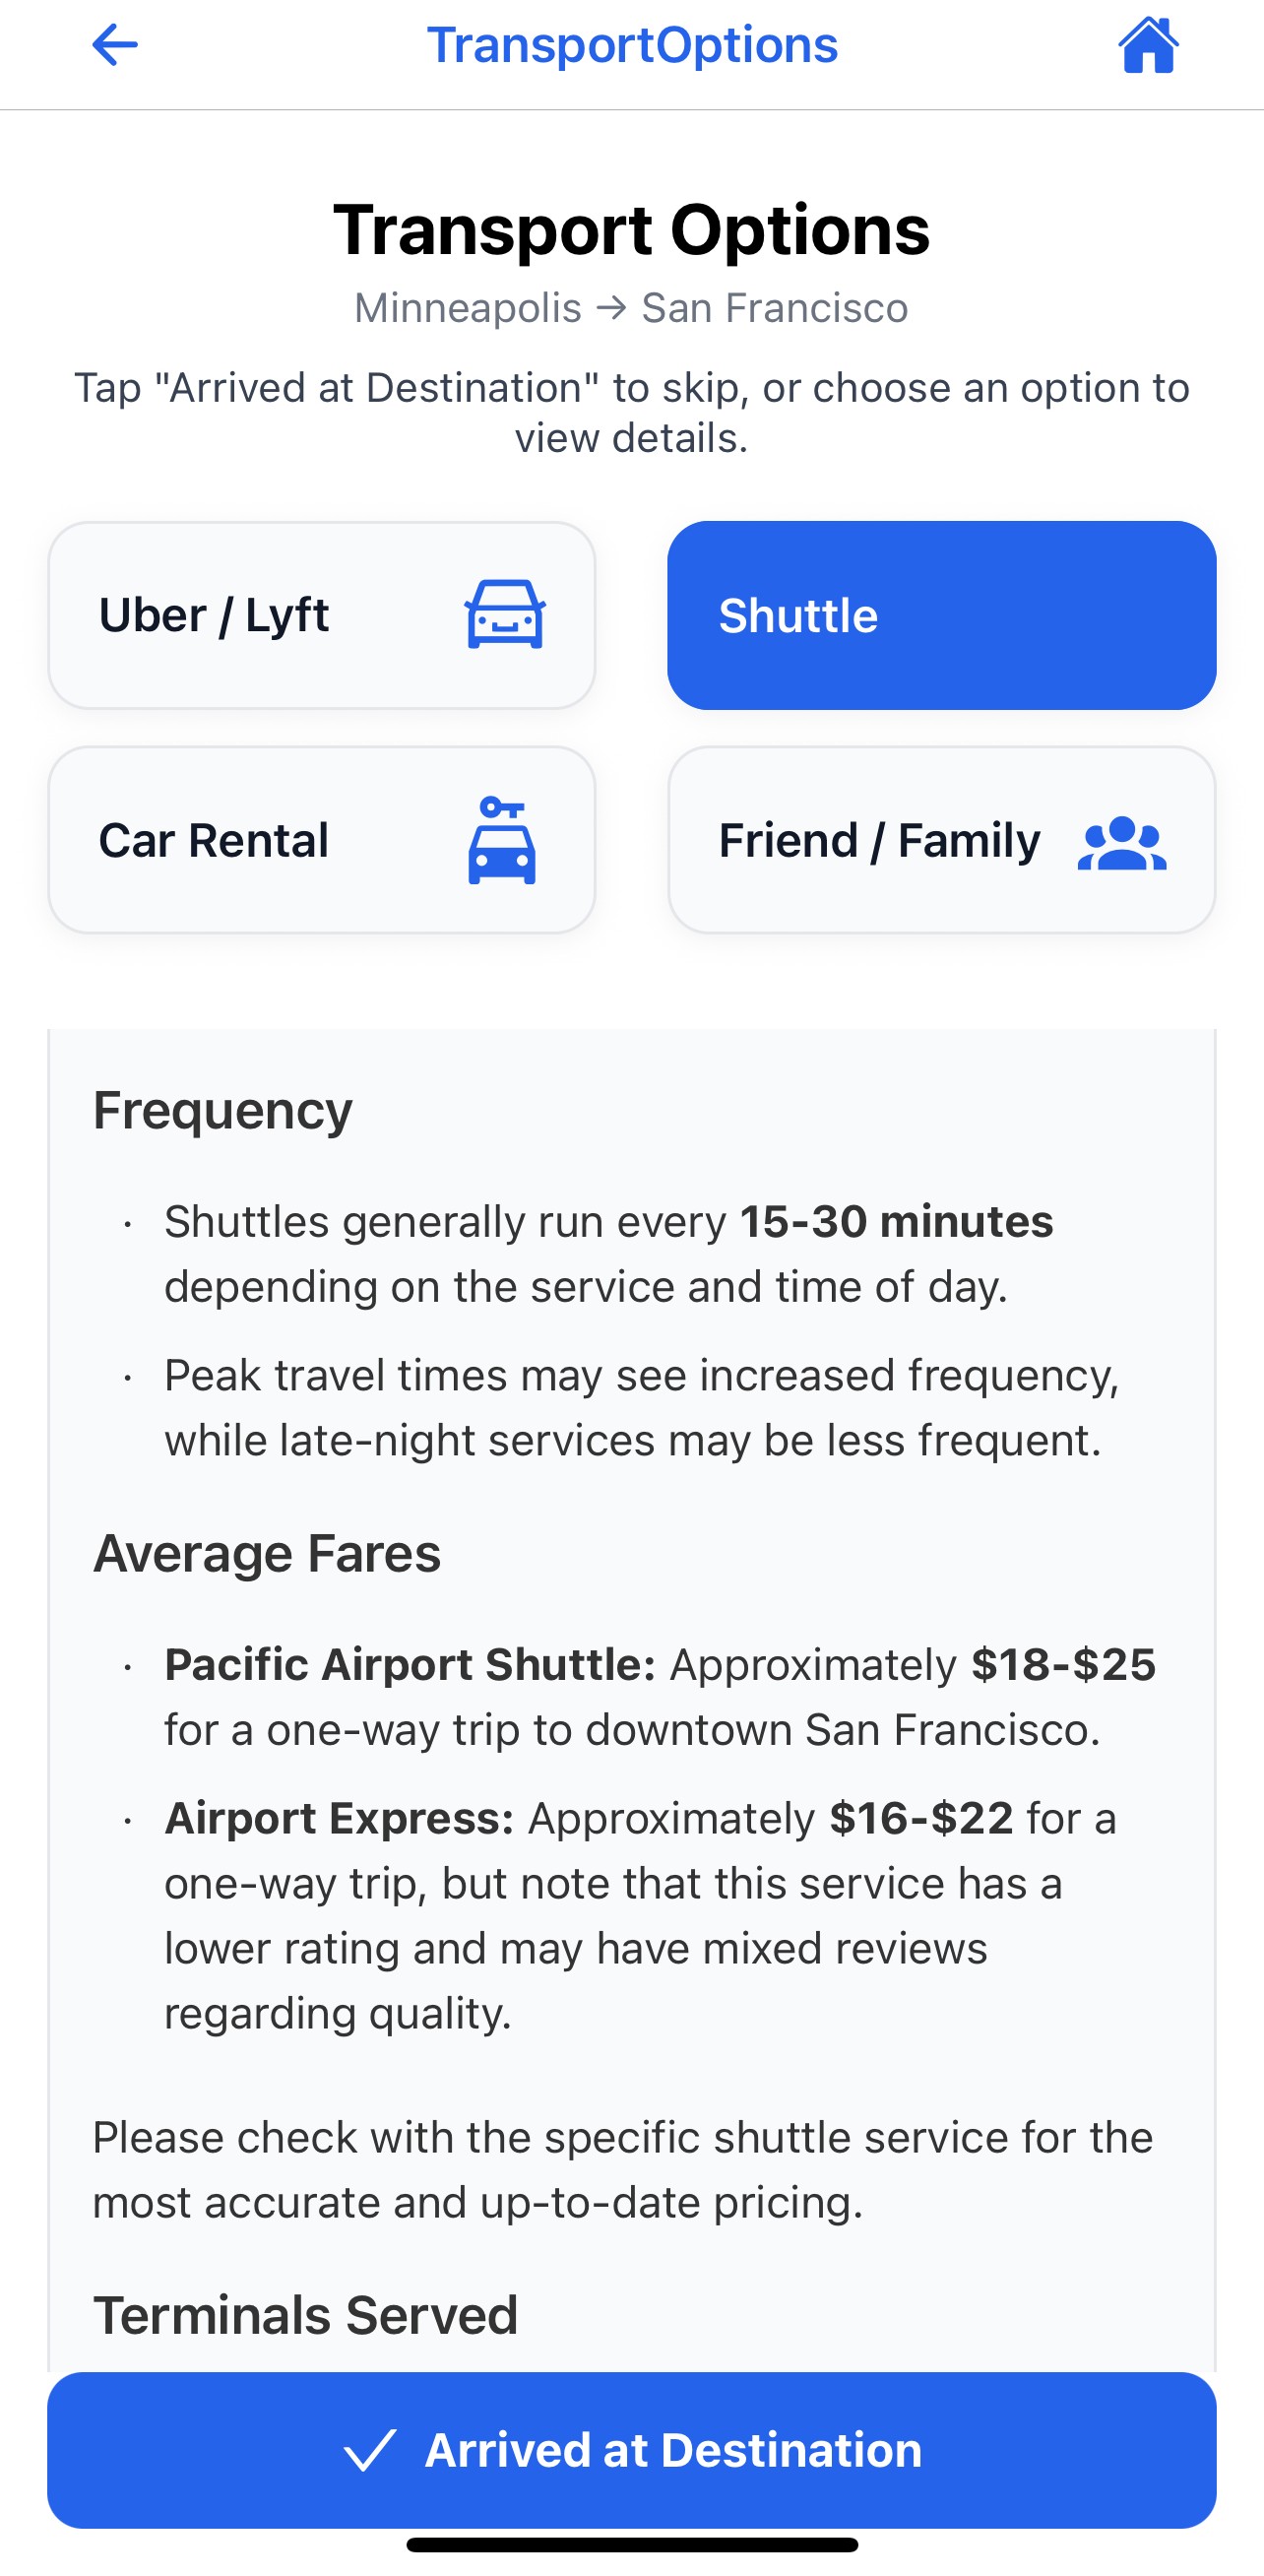 TransportOptions
Transport Options
Minneapolis → San Francisco
Tap "Arrived at Destination" to skip, or choose an option to
view details.
Uber / Lyft
Shuttle
Car Rental
Friend / Family
Frequency
· Shuttles generally run every 15-30 minutes
depending on the service and time of day.
· Peak travel times may see increased frequency,
while late-night services may be less frequent.
Average Fares
· Pacific Airport Shuttle: Approximately $18-$25
for a one-way trip to downtown San Francisco.
· Airport Express: Approximately $16-$22 for a
one-way trip, but note that this service has a
lower rating and may have mixed reviews
regarding quality.
Please check with the specific shuttle service for the
most accurate and up-to-date pricing.
Terminals Served
Arrived at Destination